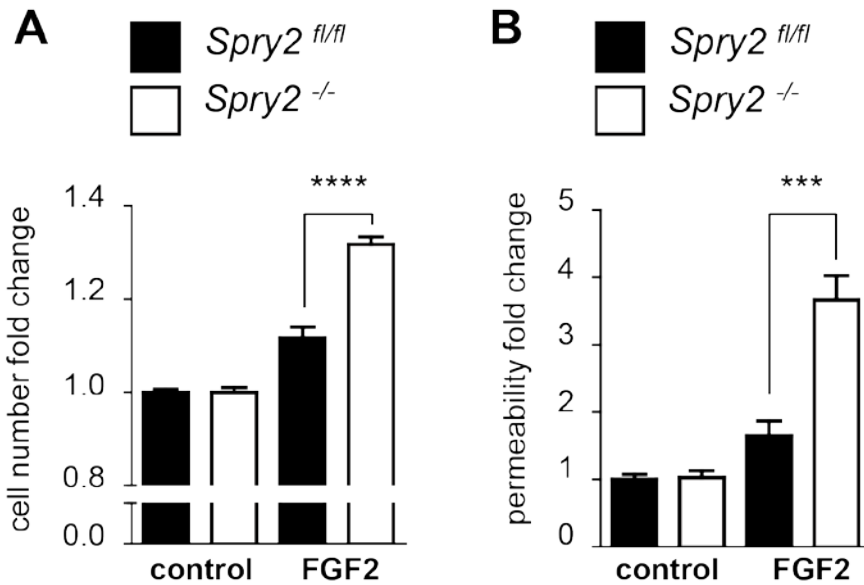 A
Spry2 fl/fl
Spry2 -/-
****
cell number fold change
1.4
1.2
1.0
0.8
0.0
control FGF2
B
Spry2 fl/fl
Spry2 -/-
***
permeability fold change
5
4
3
2
1
0
control FGF2